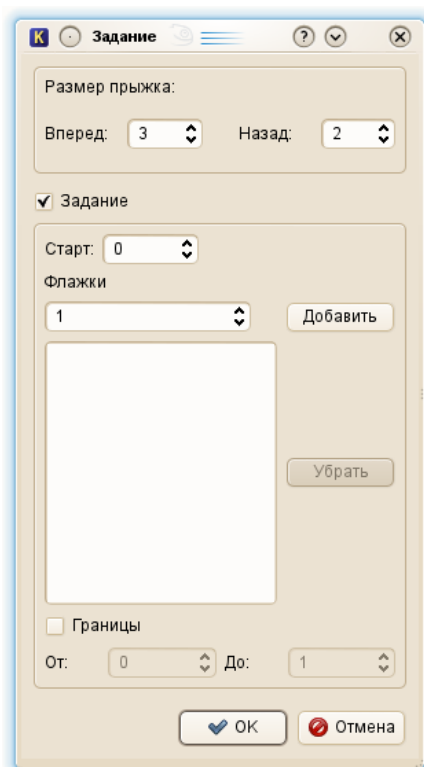 K Задание
Размер прыжка:
Вперед: 3 Назад: 2
Задание
Старт: 0
Флажки
1 Добавить
Убрать
Границы
От: 0 До: 1
OK Отмена